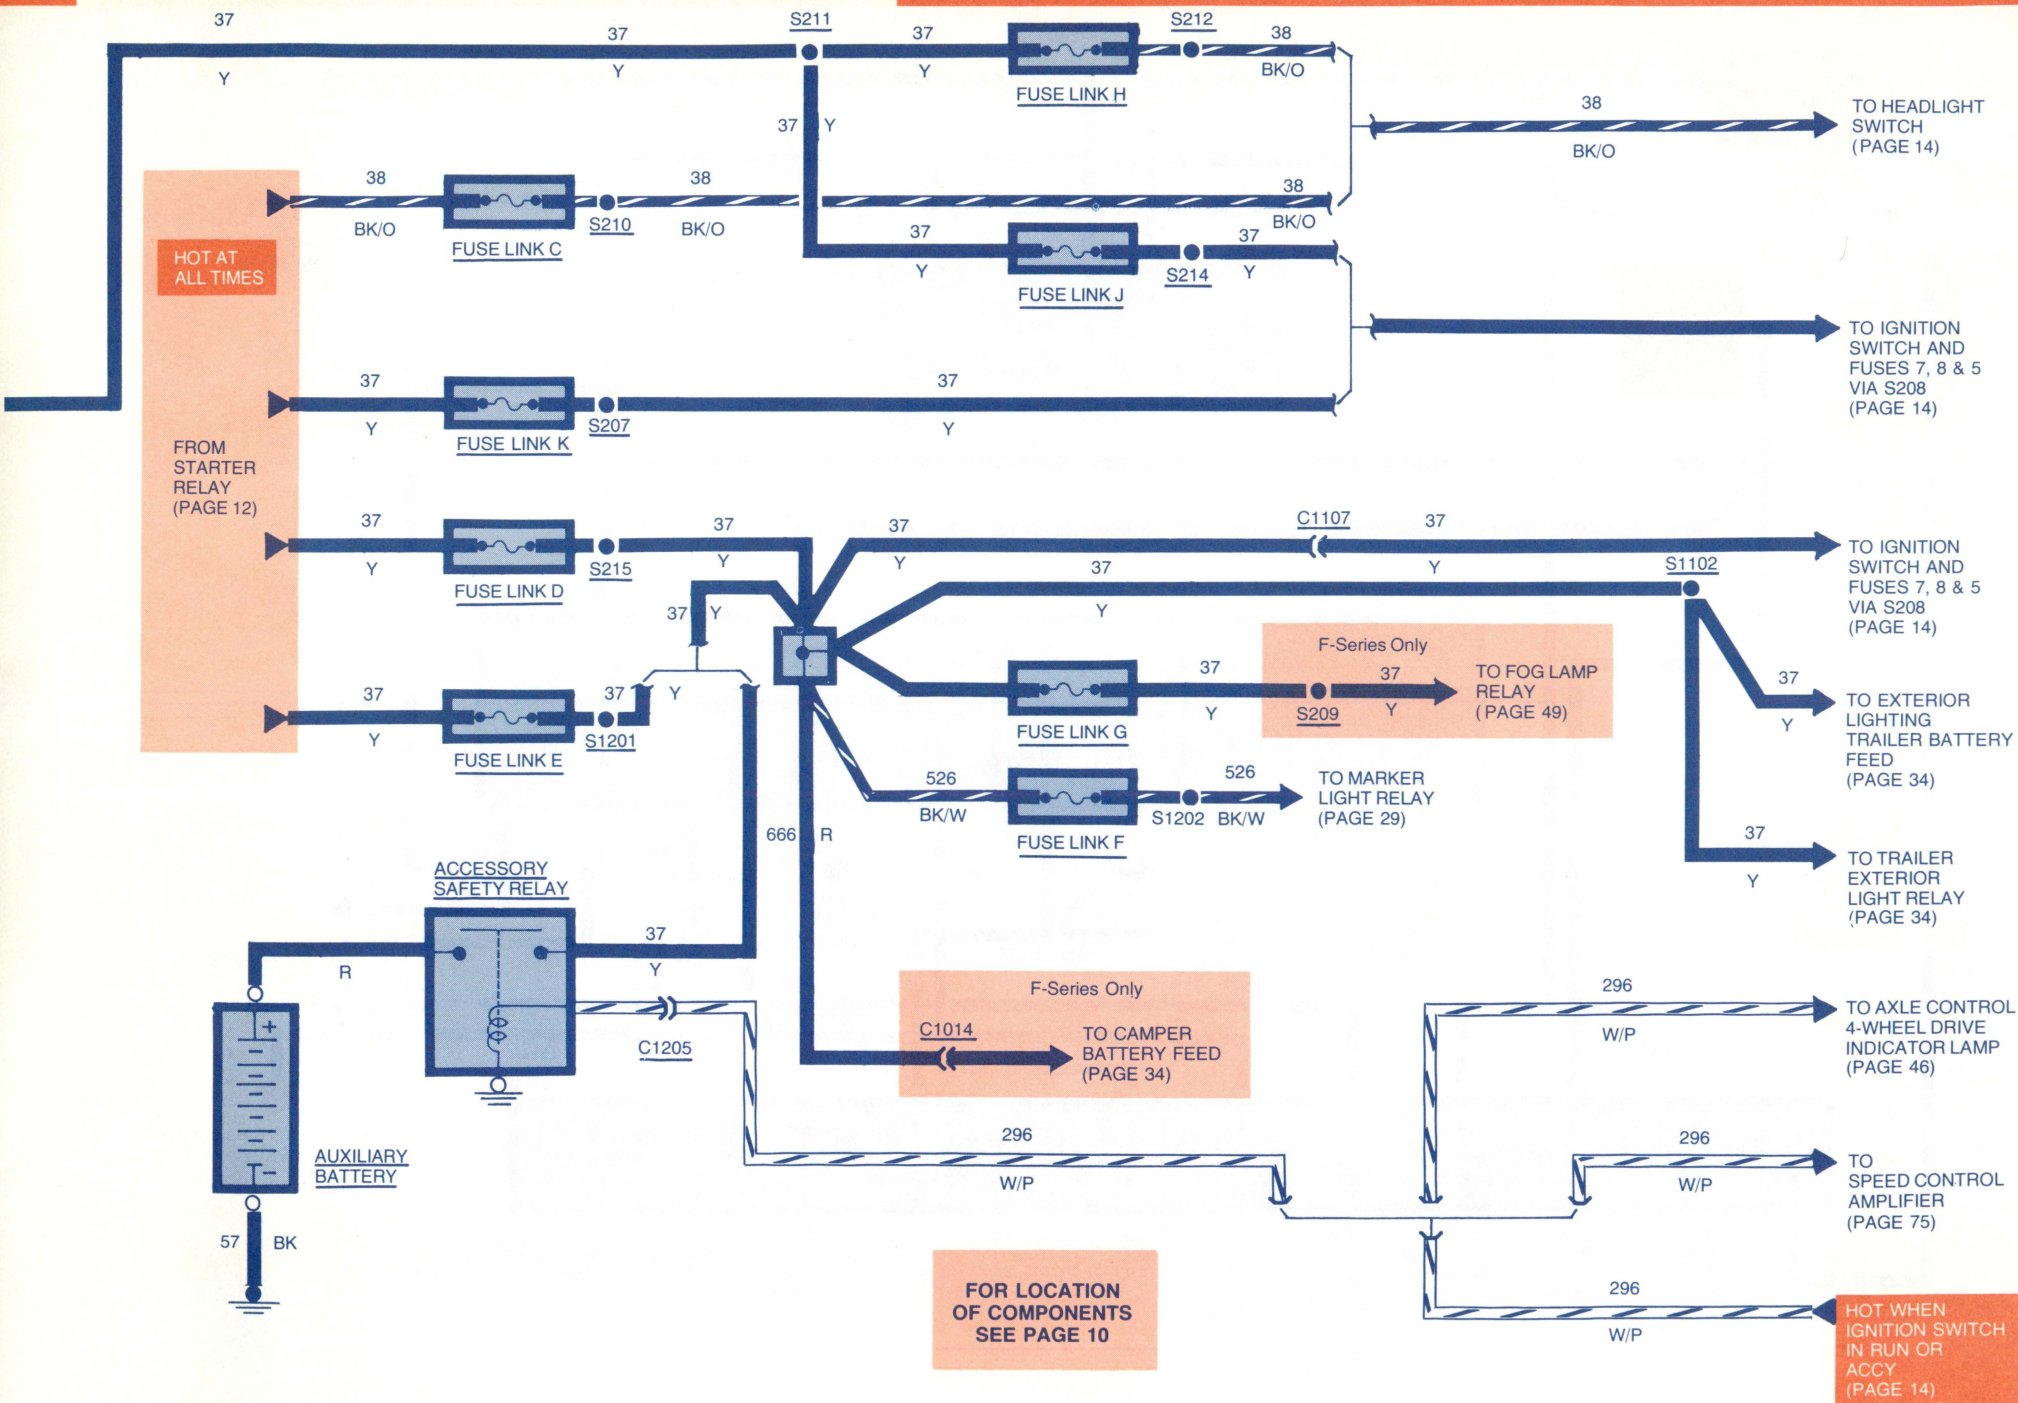 37
37
Y
Y
S211
37
Y
FUSE LINK H
S212
38
BK/O
38
BK/O
TO HEADLIGHT
SWITCH
(PAGE 14)
37 Y
HOT AT
ALL TIMES
38
BK/O
FUSE LINK C
S210
38
BK/O
38
BK/O
37
Y
FUSE LINK J
S214
37
Y
TO IGNITION
SWITCH AND
FUSES 7, 8 & 5
VIA S208
(PAGE 14)
37
Y
FUSE LINK K
S207
37
Y
FROM
STARTER
RELAY
(PAGE 12)
37
Y
FUSE LINK D
S215
37
Y
37
Y
C1107
37
Y
TO IGNITION
SWITCH AND
FUSES 7, 8 & 5
VIA S208
(PAGE 14)
37 Y
37
Y
S1102
37
Y
TO EXTERIOR
LIGHTING
TRAILER BATTERY
FEED
(PAGE 34)
37
Y
TO TRAILER
EXTERIOR
LIGHT RELAY
(PAGE 34)
37
Y
FUSE LINK E
S1201
37 Y
FUSE LINK G
37
Y
F-Series Only
S209
37
Y
TO FOG LAMP
RELAY
(PAGE 49)
526
BK/W
FUSE LINK F
S1202
526
BK/W
TO MARKER
LIGHT RELAY
(PAGE 29)
666 R
ACCESSORY
SAFETY RELAY
R
37
Y
C1205
F-Series Only
C1014
TO CAMPER
BATTERY FEED
(PAGE 34)
296
W/P
TO AXLE CONTROL
4-WHEEL DRIVE
INDICATOR LAMP
(PAGE 46)
+
-
AUXILIARY
BATTERY
57 BK
296
W/P
296
W/P
TO
SPEED CONTROL
AMPLIFIER
(PAGE 75)
FOR LOCATION
OF COMPONENTS
SEE PAGE 10
296
W/P
HOT WHEN
IGNITION SWITCH
IN RUN OR
ACCY
(PAGE 14)